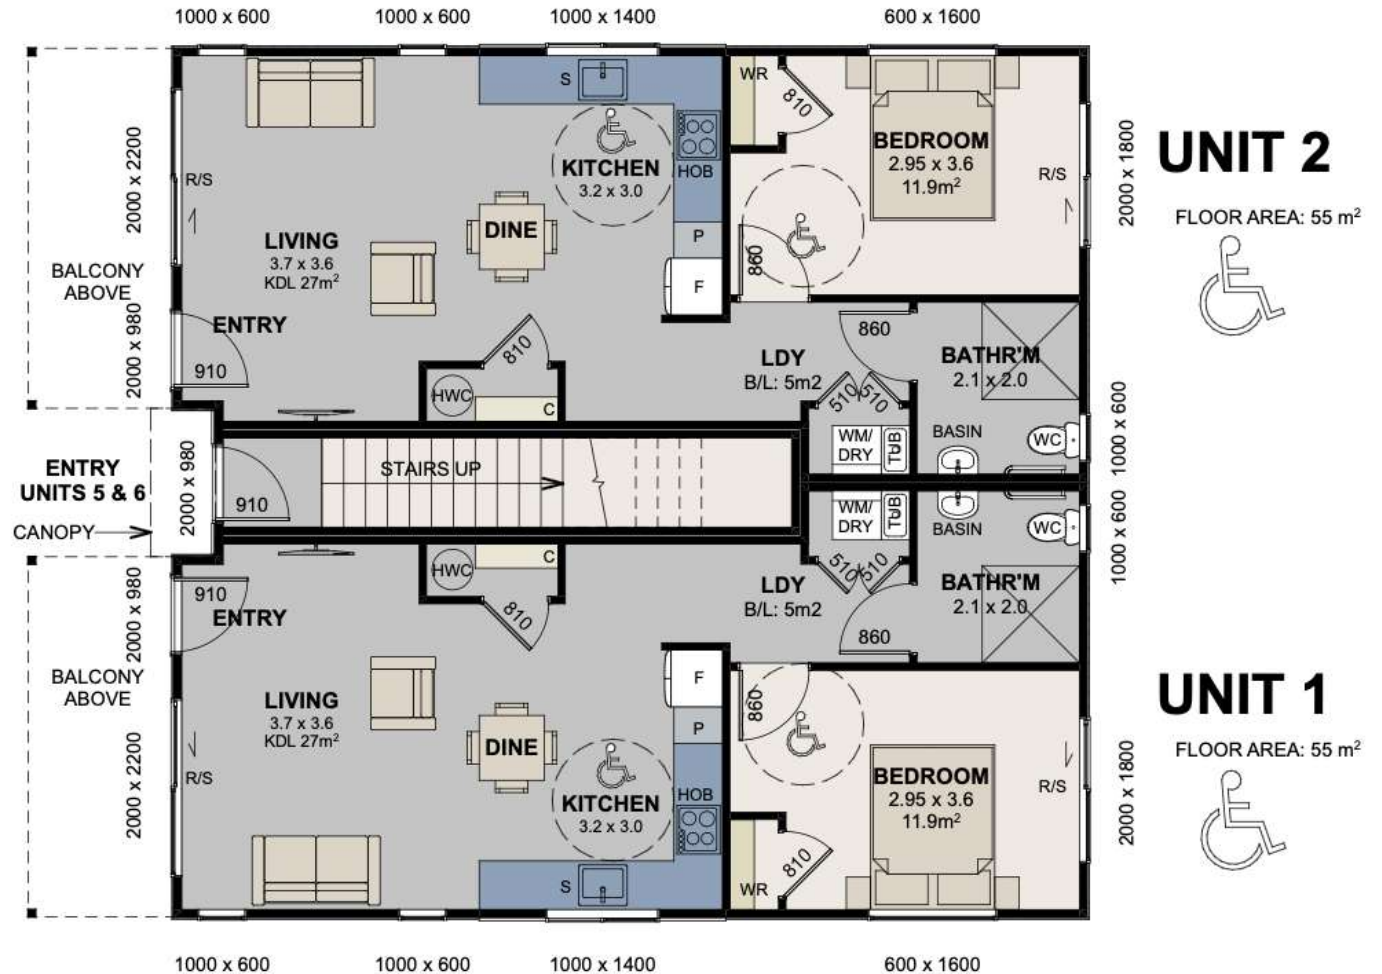 1000 x 600
1000 x 600
1000 x 1400
600 x 1600
S
WR
810
KITCHEN
3.2 x 3.0
HOB
BEDROOM
2.95 x 3.6
11.9m²
R/S
2000 x 1800
UNIT 2
FLOOR AREA: 55 m²
2000 x 2200
R/S
LIVING
3.7 x 3.6
KDL 27m²
DINE
P
F
860
BALCONY
ABOVE
2000 x 980
ENTRY
910
810
HWC
C
LDY
B/L: 5m2
860
BATHR'M
2.1 x 2.0
510
510
WM/
DRY
TUB
BASIN
WC
1000 x 600
ENTRY
UNITS 5 & 6
CANOPY
2000 x 980
910
STAIRS UP
WM/
DRY
TUB
BASIN
WC
1000 x 600
510
510
HWC
C
810
LDY
B/L: 5m2
860
BATHR'M
2.1 x 2.0
2000 x 980
910
ENTRY
BALCONY
ABOVE
LIVING
3.7 x 3.6
KDL 27m²
R/S
2000 x 2200
DINE
F
P
860
KITCHEN
3.2 x 3.0
HOB
S
WR
810
BEDROOM
2.95 x 3.6
11.9m²
R/S
2000 x 1800
UNIT 1
FLOOR AREA: 55 m²
1000 x 600
1000 x 600
1000 x 1400
600 x 1600